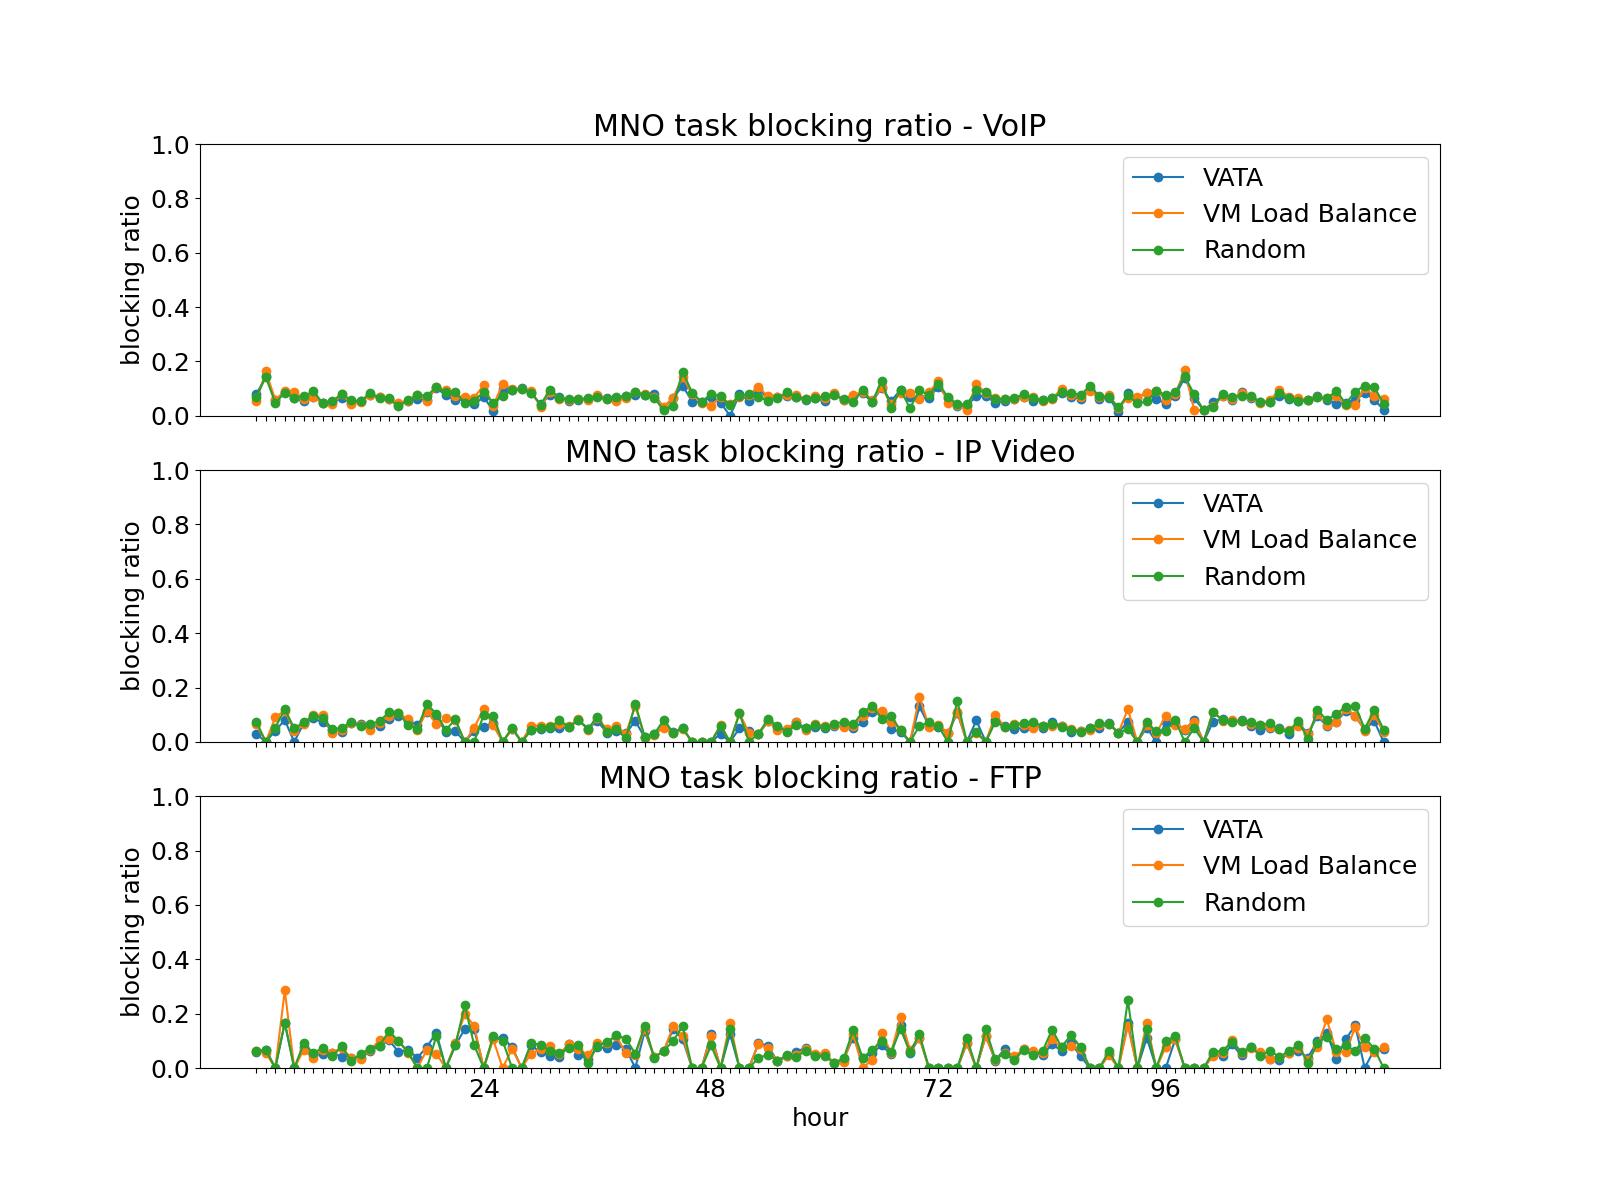 MNO task blocking ratio - VoIP
1.0
0.8
0.6
0.4
0.2
0.0
blocking ratio
VATA
VM Load Balance
Random
MNO task blocking ratio - IP Video
1.0
0.8
0.6
0.4
0.2
0.0
blocking ratio
VATA
VM Load Balance
Random
MNO task blocking ratio - FTP
1.0
0.8
0.6
0.4
0.2
0.0
blocking ratio
VATA
VM Load Balance
Random
24 48 72 96
hour